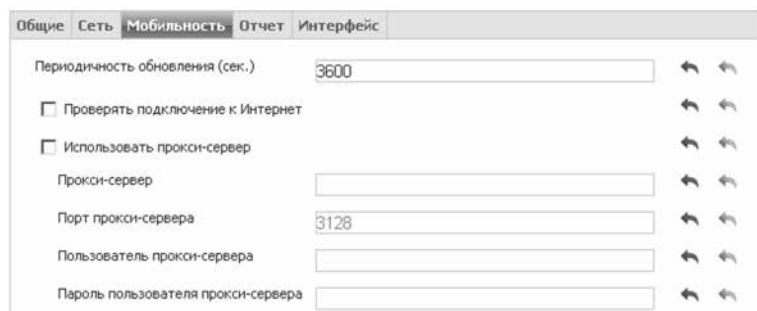 Общие Сеть Мобильность Отчет Интерфейс
Периодичность обновления (сек.) 3600
Проверять подключение к Интернет
Использовать прокси-сервер
Прокси-сервер
Порт прокси-сервера 3128
Пользователь прокси-сервера
Пароль пользователя прокси-сервера